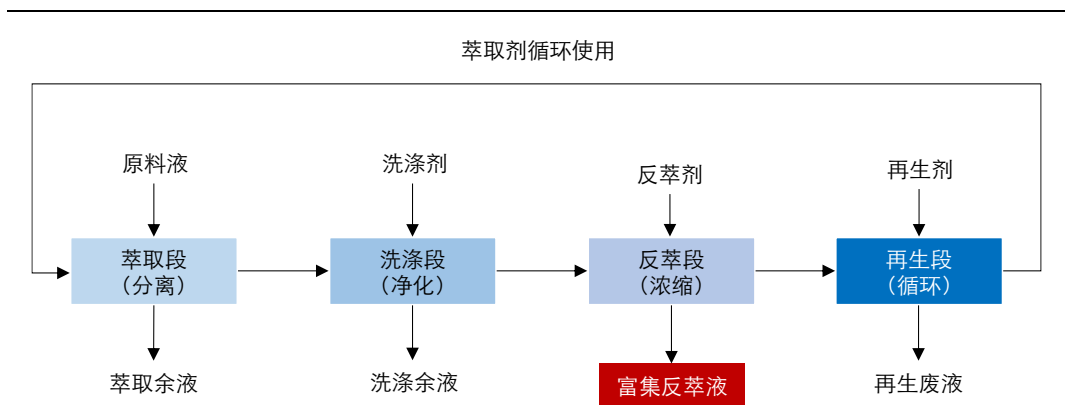 萃取剂循环使用
原料液
洗涤剂
反萃剂
再生剂
萃取段
（分离）
洗涤段
（净化）
反萃段
（浓缩）
再生段
（循环）
萃取余液
洗涤余液
富集反萃液
再生废液